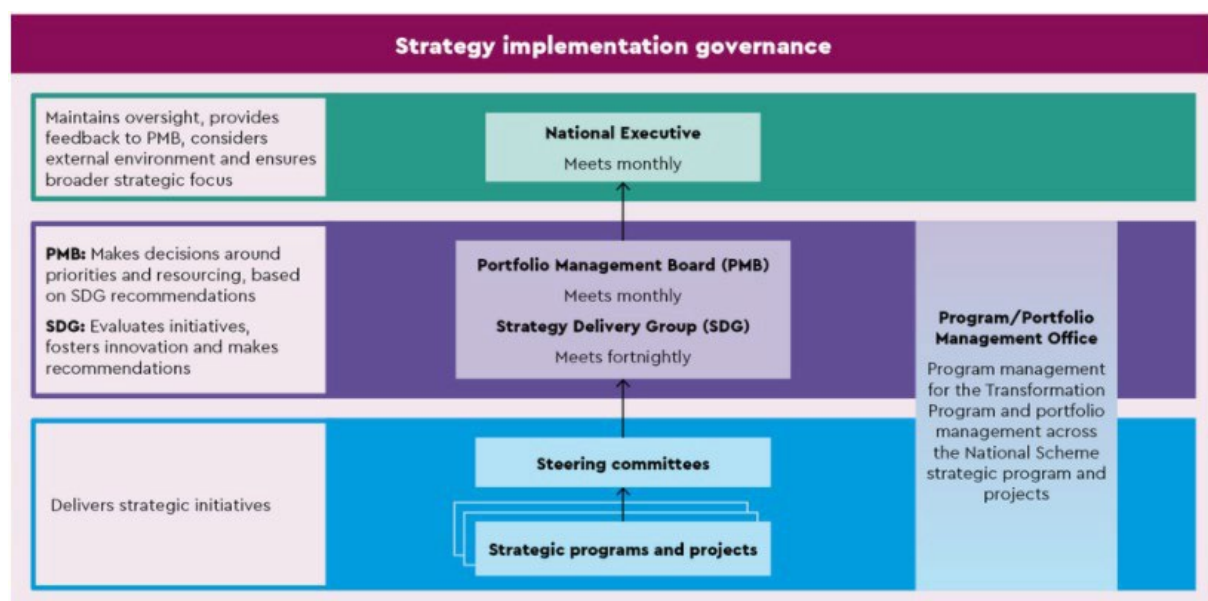 Strategy implementation governance
Maintains oversight, provides
feedback to PMB, considers
external environment and ensures
broader strategic focus
National Executive
Meets monthly
PMB: Makes decisions around
priorities and resourcing, based
on SDG recommendations
SDG: Evaluates initiatives,
fosters innovation and makes
recommendations
Portfolio Management Board (PMB)
Meets monthly
Strategy Delivery Group (SDG)
Meets fortnightly
Program/Portfolio
Management Office
Program management
for the Transformation
Program and portfolio
management across
the National Scheme
strategic program and
projects
Delivers strategic initiatives
Steering committees
Strategic programs and projects